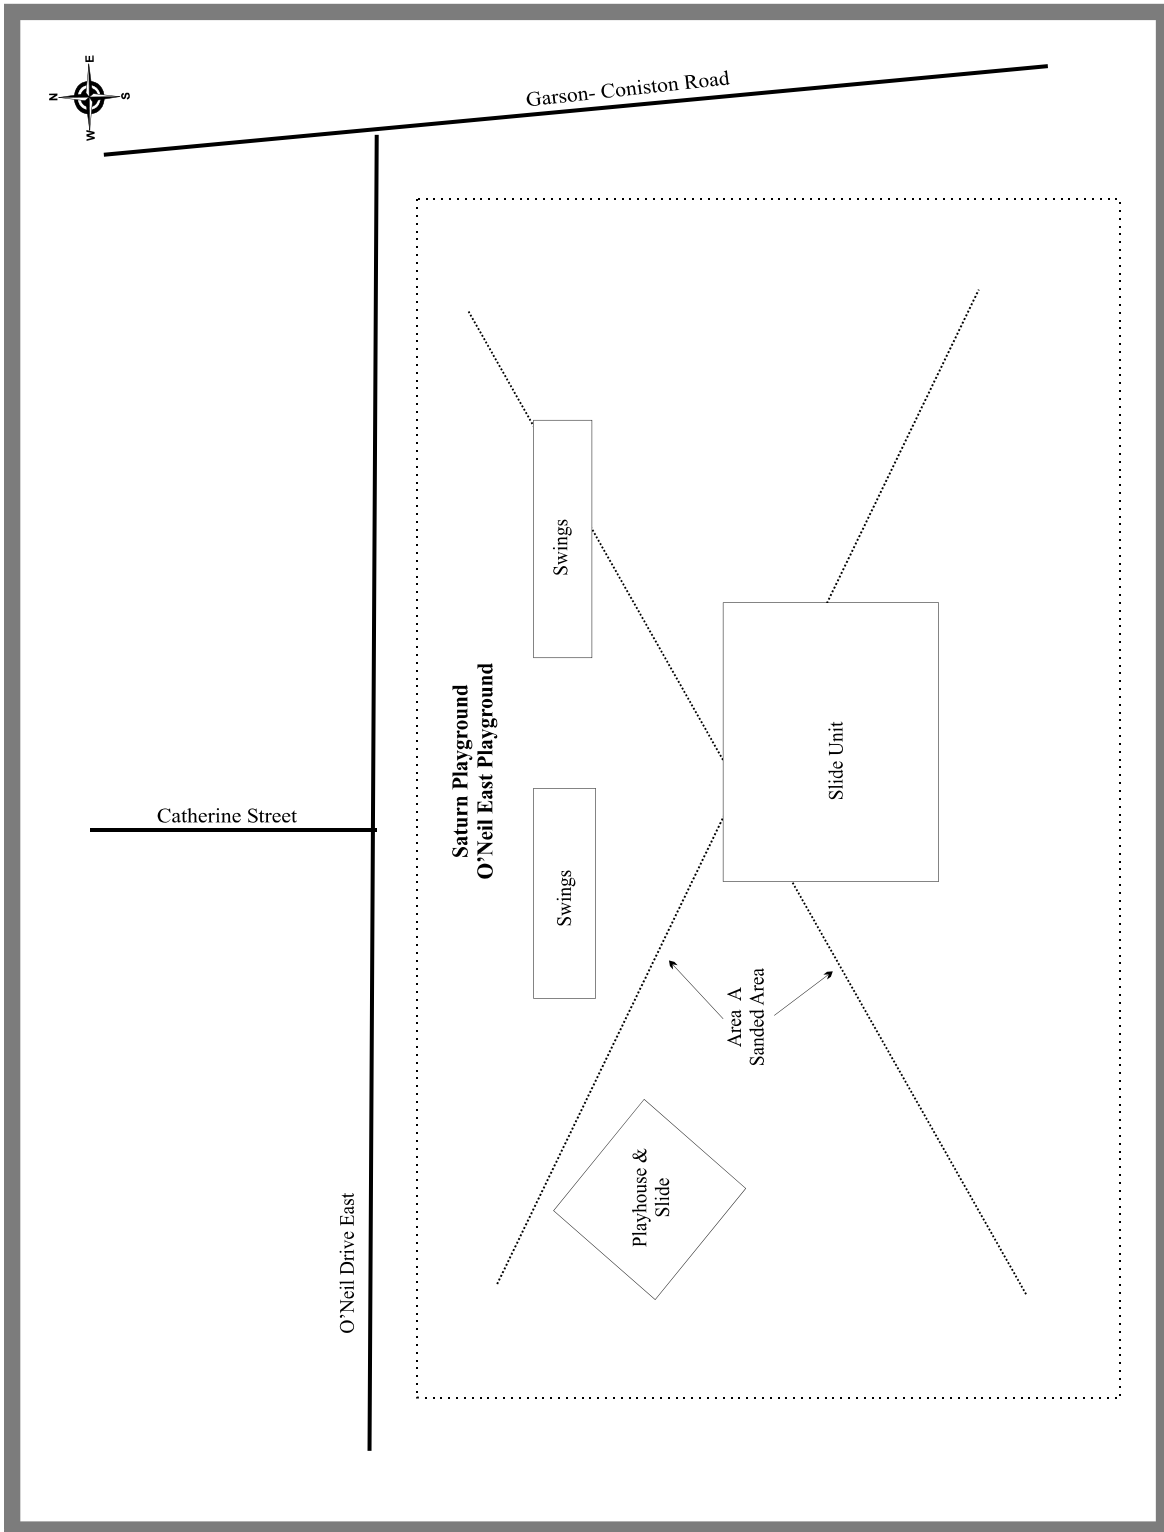 E
N
S
W
Garson- Coniston Road
Catherine Street
O'Neil Drive East
Saturn Playground
O'Neil East Playground
Swings
Swings
Slide Unit
Area A
Sanded Area
Playhouse &
Slide